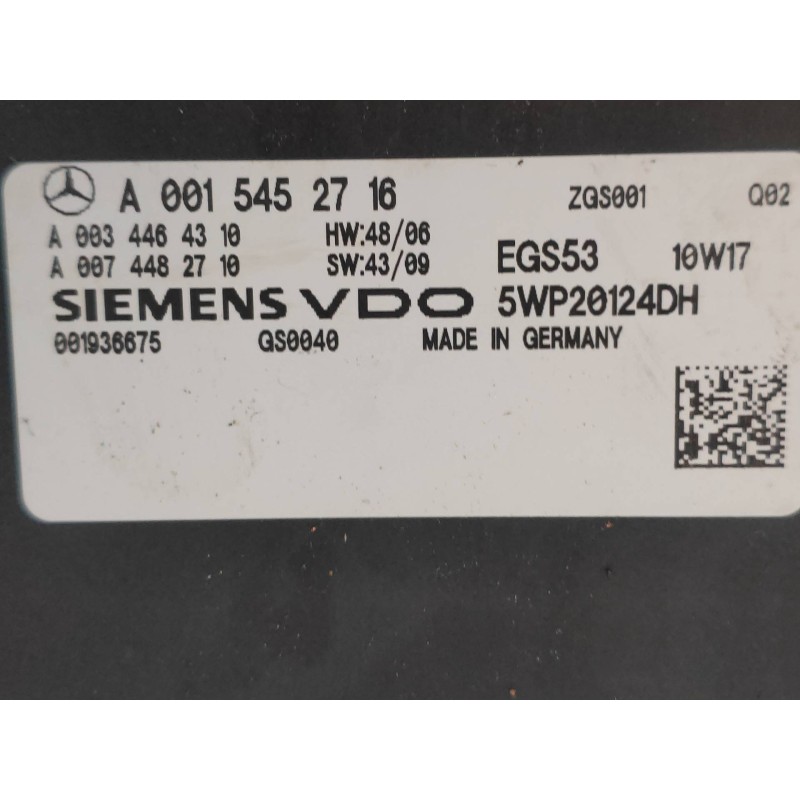 A 001 545 27 16 ZGS001 Q02
A 003 446 43 10 HW:48/06
A 007 448 27 10 SW:43/09 EGS53 10W17
SIEMENS VDO 5WP20124DH
001936675 GS0040 MADE IN GERMANY